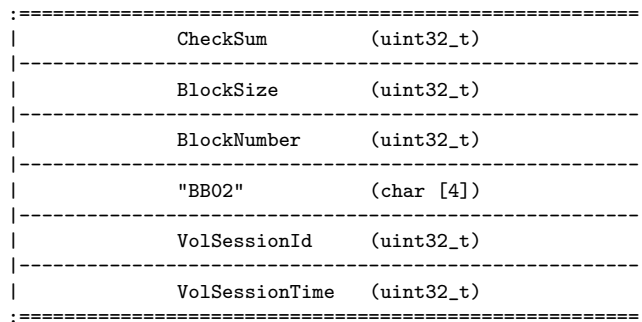 :=======================================================
|              CheckSum         (uint32_t)
|-------------------------------------------------------
|              BlockSize        (uint32_t)
|-------------------------------------------------------
|              BlockNumber      (uint32_t)
|-------------------------------------------------------
|              "BB02"           (char [4])
|-------------------------------------------------------
|              VolSessionId     (uint32_t)
|-------------------------------------------------------
|              VolSessionTime   (uint32_t)
:=======================================================